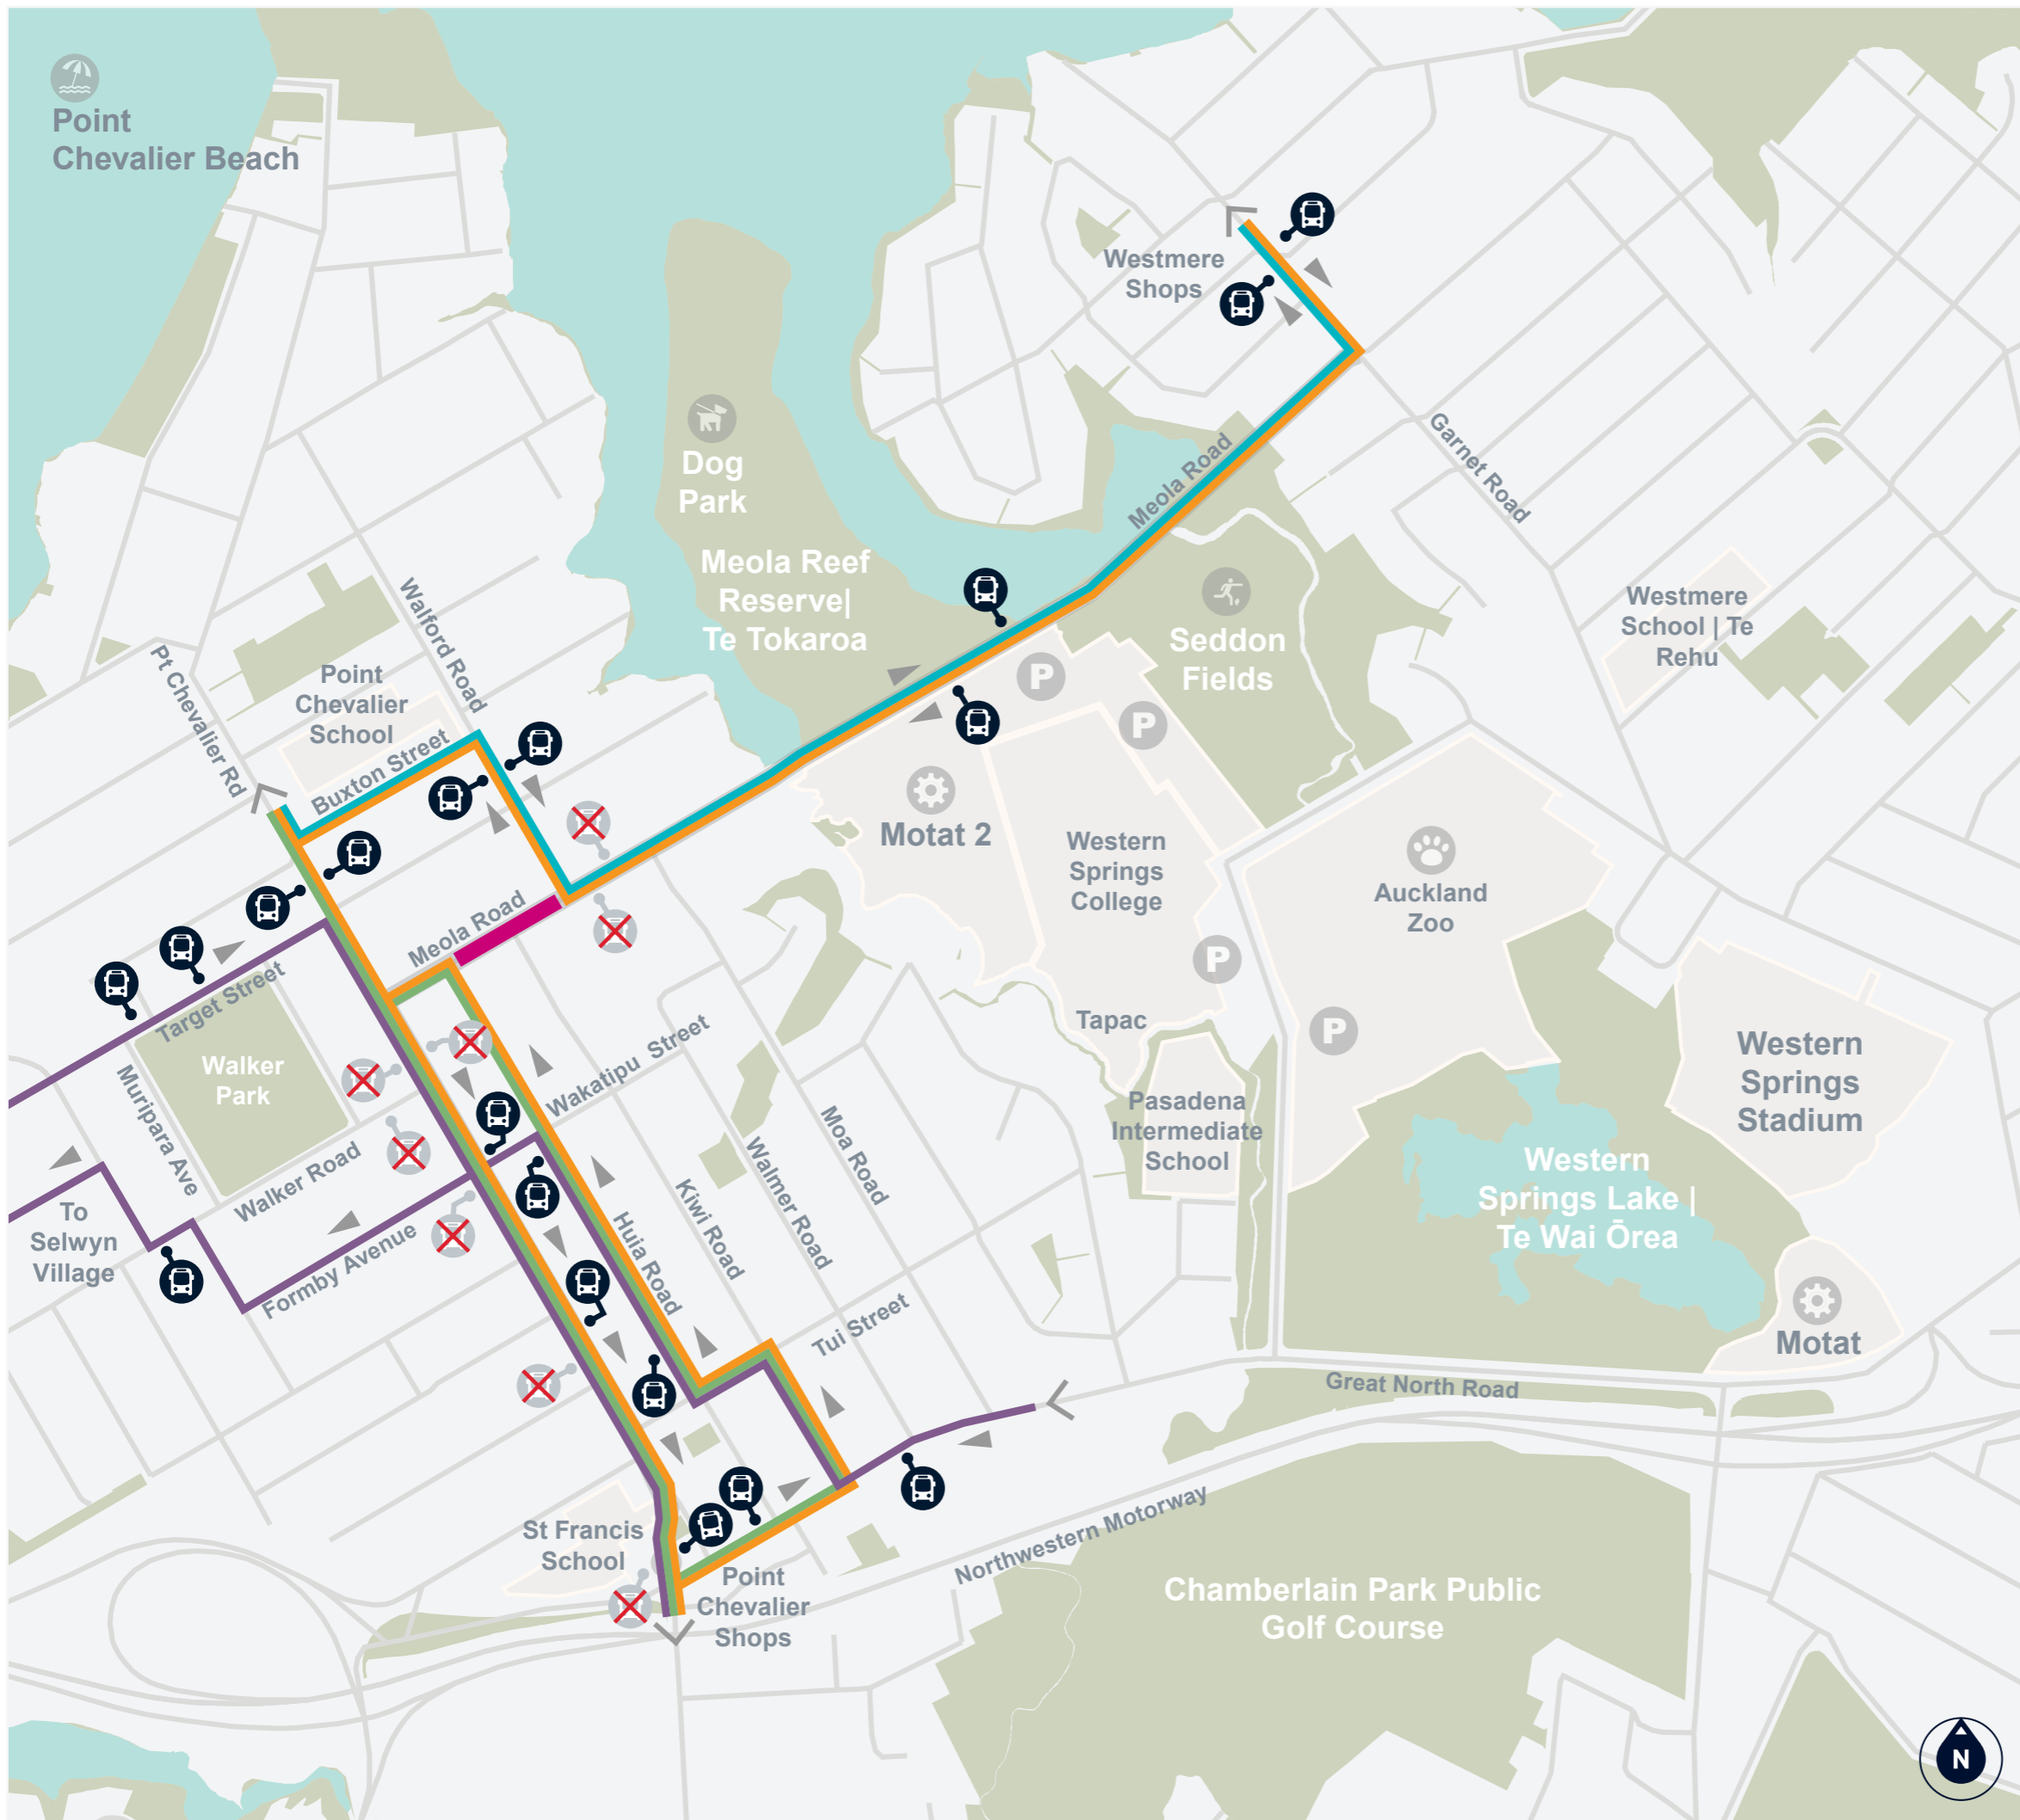 Point
Chevalier Beach
Westmere
Shops
Dog
Park
Meola Road
Garnet Road
Meola Reef
Reserve|
Te Tokaroa
Walford Road
Seddon
Fields
Westmere
School | Te
Rehu
Pt Chevalier Rd
Point
Chevalier
School
Buxton Street
P
P
Motat 2
Western
Springs
College
Auckland
Zoo
Meola Road
P
Target Street
Tapac
P
Walker
Park
Wakatipu Street
Western
Springs
Stadium
Muripara Ave
Moa Road
Pasadena
Intermediate
School
Walker Road
Walmer Road
Western
Springs Lake |
Te Wai Ōrea
To
Selwyn
Village
Formby Avenue
Huia Road
Kiwi Road
Tui Street
Motat
Great North Road
St Francis
School
Northwestern Motorway
Point
Chevalier
Shops
Chamberlain Park Public
Golf Course
N